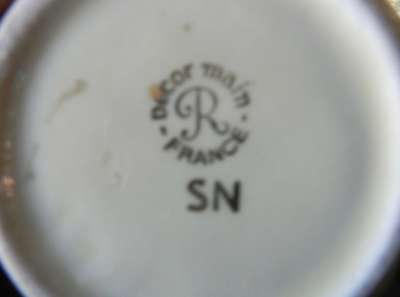 Décor main
R
- FRANCE -
SN